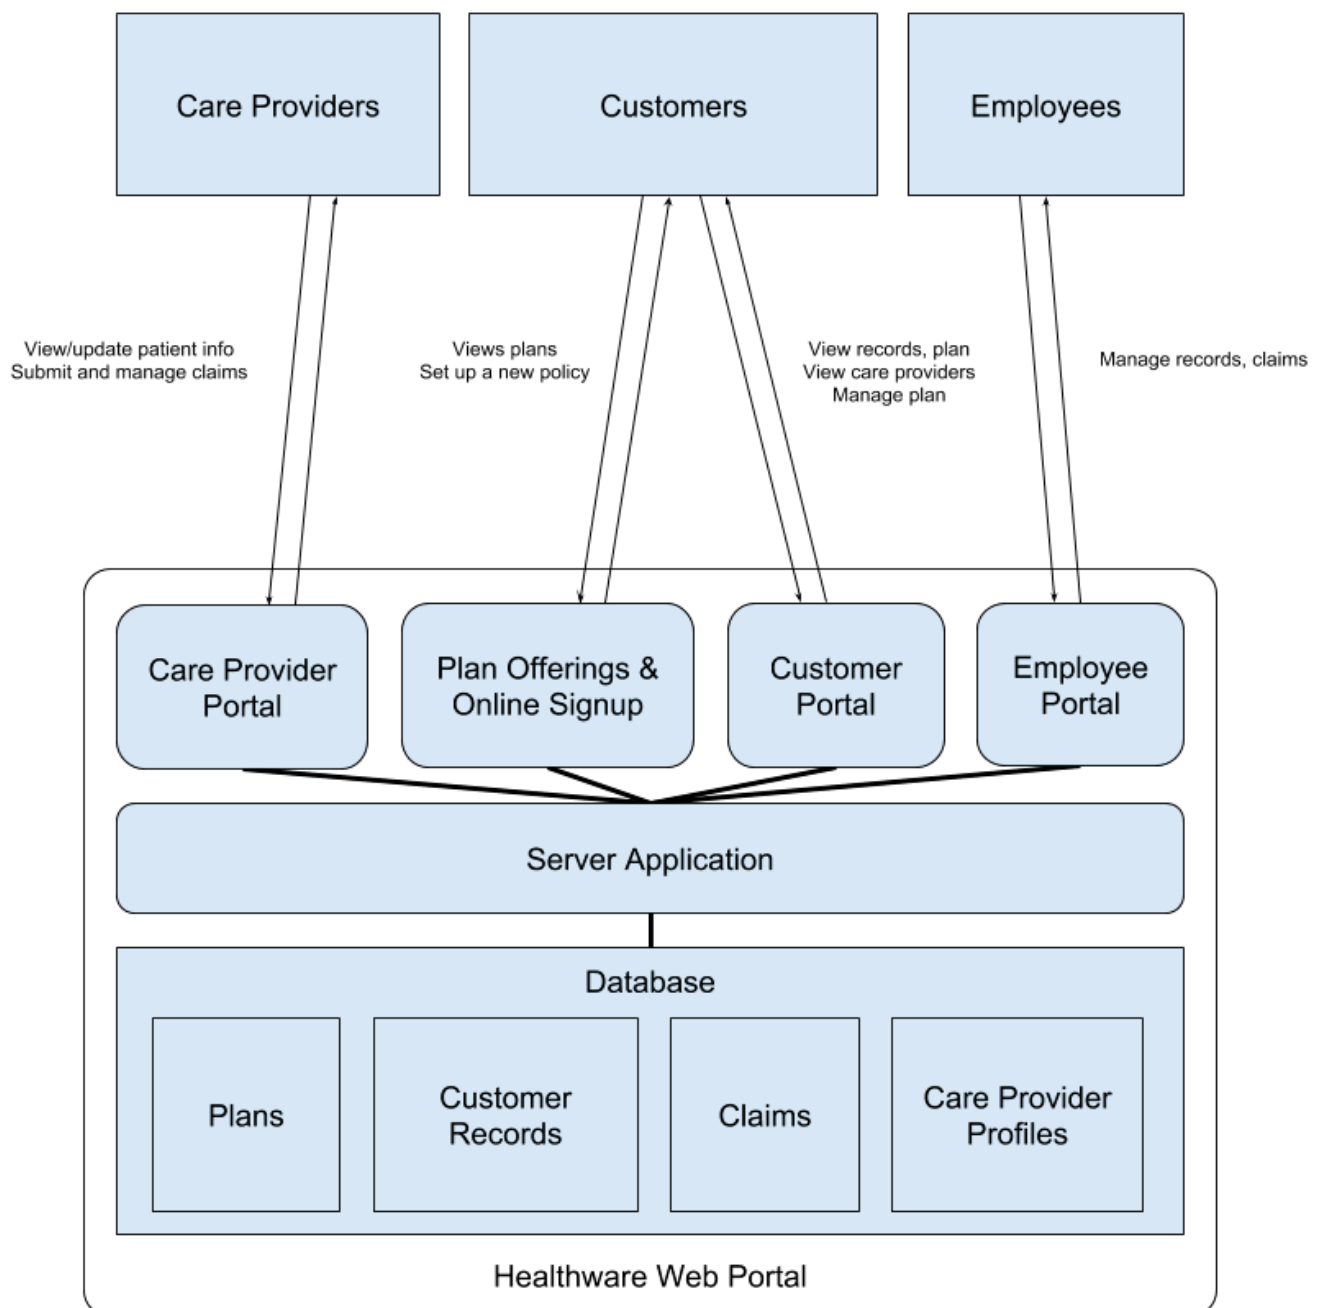 Care Providers
Customers
Employees
View/update patient info
Submit and manage claims
Views plans
Set up a new policy
View records, plan
View care providers
Manage plan
Manage records, claims
Care Provider
Portal
Plan Offerings &
Online Signup
Customer
Portal
Employee
Portal
Server Application
Database
Plans
Customer
Records
Claims
Care Provider
Profiles
Healthware Web Portal